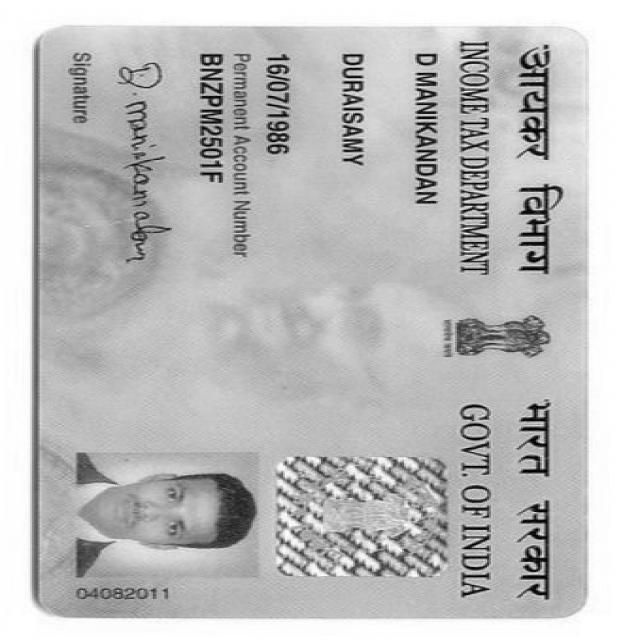 आयकर विभाग
भारत सरकार
INCOME TAX DEPARTMENT
GOVT. OF INDIA
D MANIKANDAN
DURAISAMY
16/07/1986
Permanent Account Number
BNZPM2501F
D. manikandan
Signature
04082011